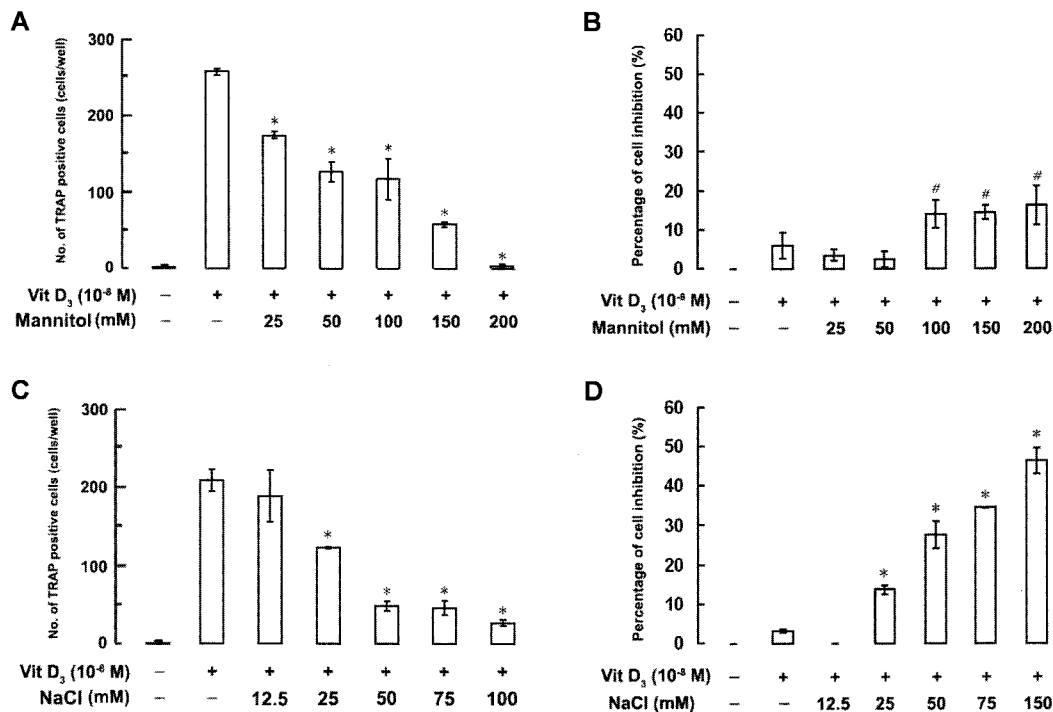 A
No. of TRAP positive cells (cells/well)
300
200
100
0
* * * * *
Vit D₃ (10⁻⁸ M) – + + + + + +
Mannitol (mM) – – 25 50 100 150 200
B
Percentage of cell inhibition (%)
60
50
40
30
20
10
0
# # #
Vit D₃ (10⁻⁸ M) – + + + + + +
Mannitol (mM) – – 25 50 100 150 200
C
No. of TRAP positive cells (cells/well)
300
200
100
0
* * * *
Vit D₃ (10⁻⁸ M) – + + + + + +
NaCl (mM) – – 12.5 25 50 75 100
D
Percentage of cell inhibition (%)
60
50
40
30
20
10
0
* * * *
Vit D₃ (10⁻⁸ M) – + + + + + +
NaCl (mM) – – 12.5 25 50 75 150